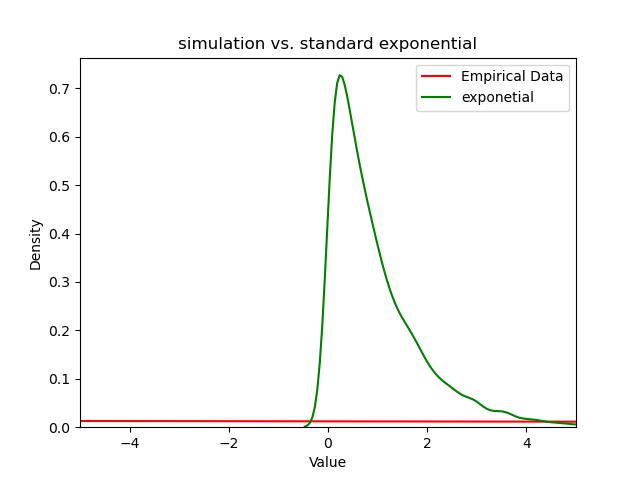 simulation vs. standard exponential
Empirical Data
exponetial
0.7
0.6
0.5
0.4
0.3
0.2
0.1
0.0
Density
−4
−2
0
2
4
Value